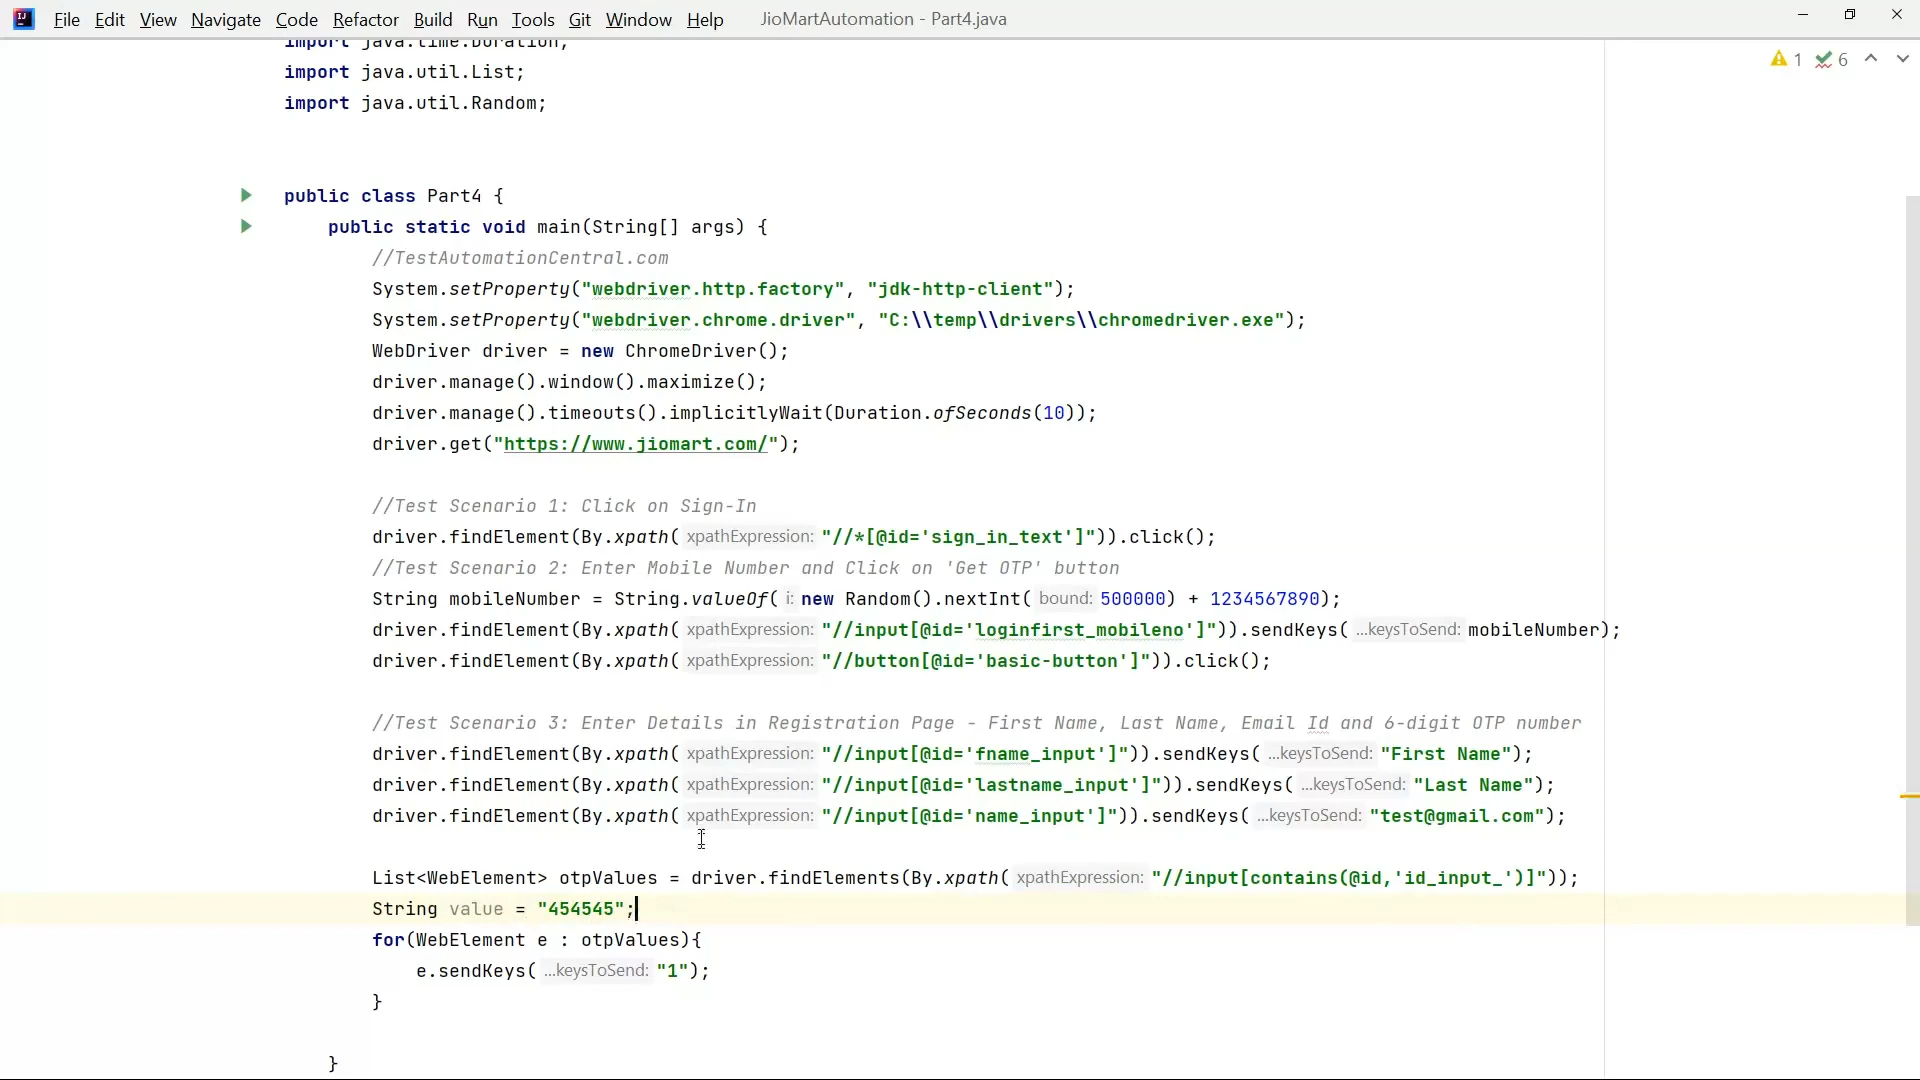 File Edit View Navigate Code Refactor Build Run Tools Git Window Help JioMartAutomation - Part4.java
import java.time.Duration;
1 6
import java.util.List;
import java.util.Random;
public class Part4 {
public static void main(String[] args) {
//TestAutomationCentral.com
System.setProperty("webdriver.http.factory", "jdk-http-client");
System.setProperty("webdriver.chrome.driver", "C:\\temp\\drivers\\chromedriver.exe");
WebDriver driver = new ChromeDriver();
driver.manage().window().maximize();
driver.manage().timeouts().implicitlyWait(Duration.ofSeconds(10));
driver.get("https://www.jiomart.com/");
//Test Scenario 1: Click on Sign-In
driver.findElement(By.xpath( xpathExpression: "//*[@id='sign_in_text']")).click();
//Test Scenario 2: Enter Mobile Number and Click on 'Get OTP' button
String mobileNumber = String.valueOf( i: new Random().nextInt( bound: 500000) + 1234567890);
driver.findElement(By.xpath( xpathExpression: "//input[@id='loginfirst_mobileno']")).sendKeys( ...keysToSend: mobileNumber);
driver.findElement(By.xpath( xpathExpression: "//button[@id='basic-button']")).click();
//Test Scenario 3: Enter Details in Registration Page - First Name, Last Name, Email Id and 6-digit OTP number
driver.findElement(By.xpath( xpathExpression: "//input[@id='fname_input']")).sendKeys( ...keysToSend: "First Name");
driver.findElement(By.xpath( xpathExpression: "//input[@id='lastname_input']")).sendKeys( ...keysToSend: "Last Name");
driver.findElement(By.xpath( xpathExpression: "//input[@id='name_input']")).sendKeys( ...keysToSend: "test@gmail.com");
List<WebElement> otpValues = driver.findElements(By.xpath( xpathExpression: "//input[contains(@id,'id_input_')]"));
String value = "454545";
for(WebElement e : otpValues){
e.sendKeys( ...keysToSend: "1");
}
}